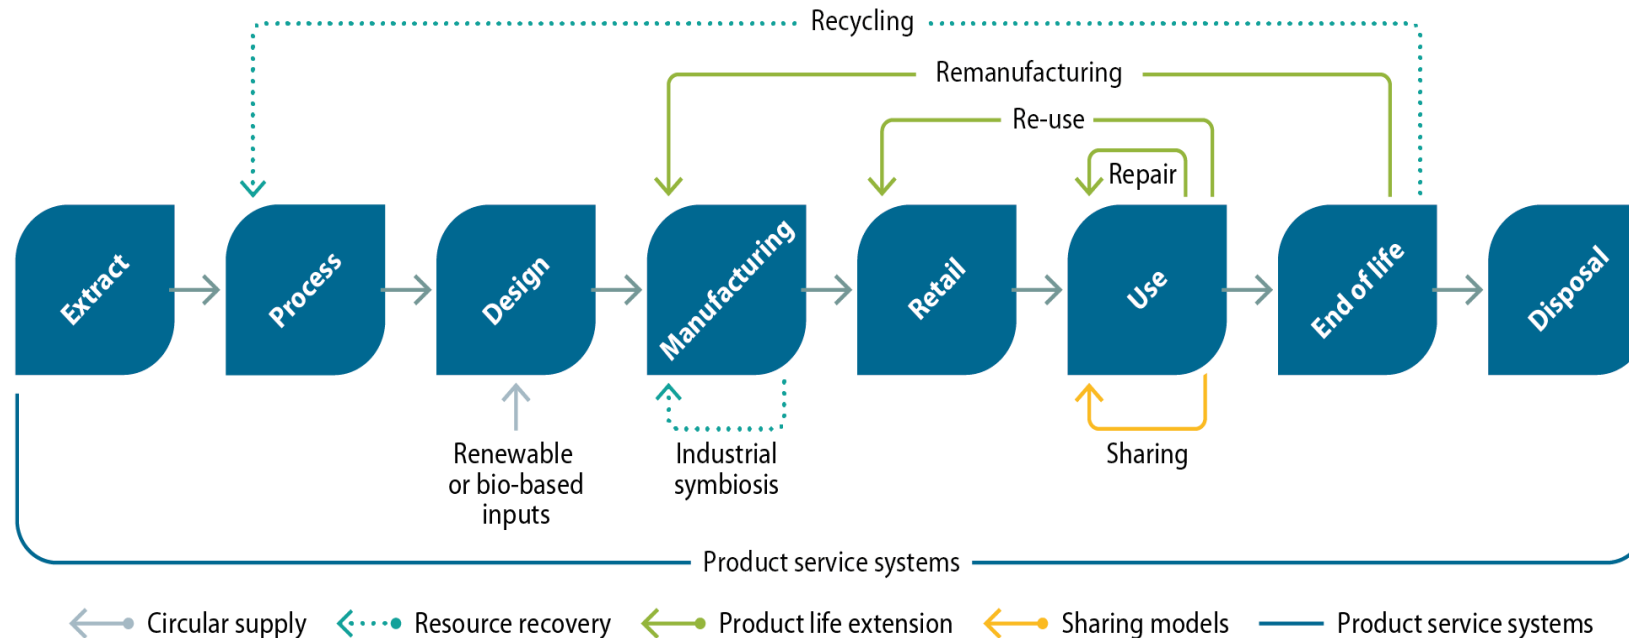 Recycling
Remanufacturing
Re-use
Repair
Extract
Process
Design
Manufacturing
Retail
Use
End of life
Disposal
Renewable
or bio-based
inputs
Industrial
symbiosis
Sharing
Product service systems
Circular supply
Resource recovery
Product life extension
Sharing models
Product service systems